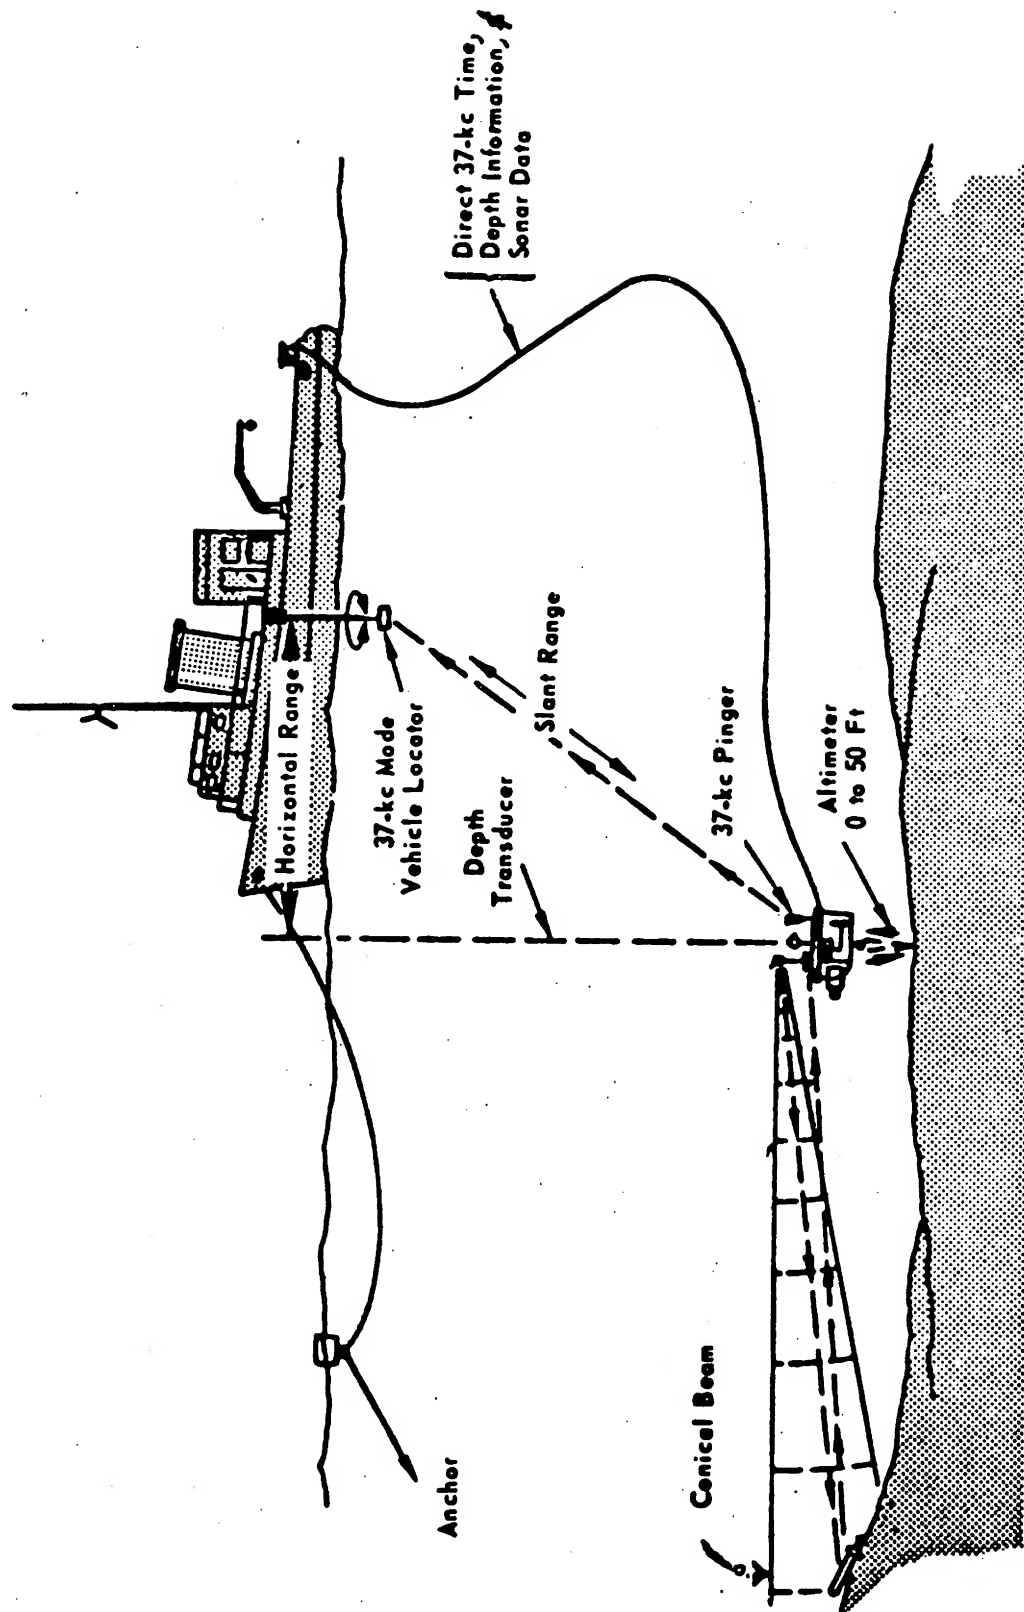 Horizontal Range
37-kc Mode
Vehicle Locator
Depth
Transducer
Slant Range
Direct 37-kc Time,
Depth Information, &
Sonar Data
Anchor
Conical Beam
37-kc Pinger
Altimeter
0 to 50 Ft